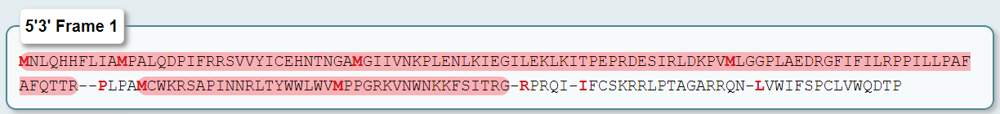 5'3' Frame 1
MNLQHHFLIAMPALQDPIFRRSVVYICEHNTNGAMGIIVNKPLENLKIEGILEKLKITPEPRDESIRLDKPVMLGGPLAEDRGFIFILRPPILLPAF
AFQTTR--PLPAMCWKRSAPINNRLTYWWLWVMPPGRKVNWNKKFSITRG-RPRQI-IFCSKRRLPTAGARRQN-LVWIFSPCLVWQDTP